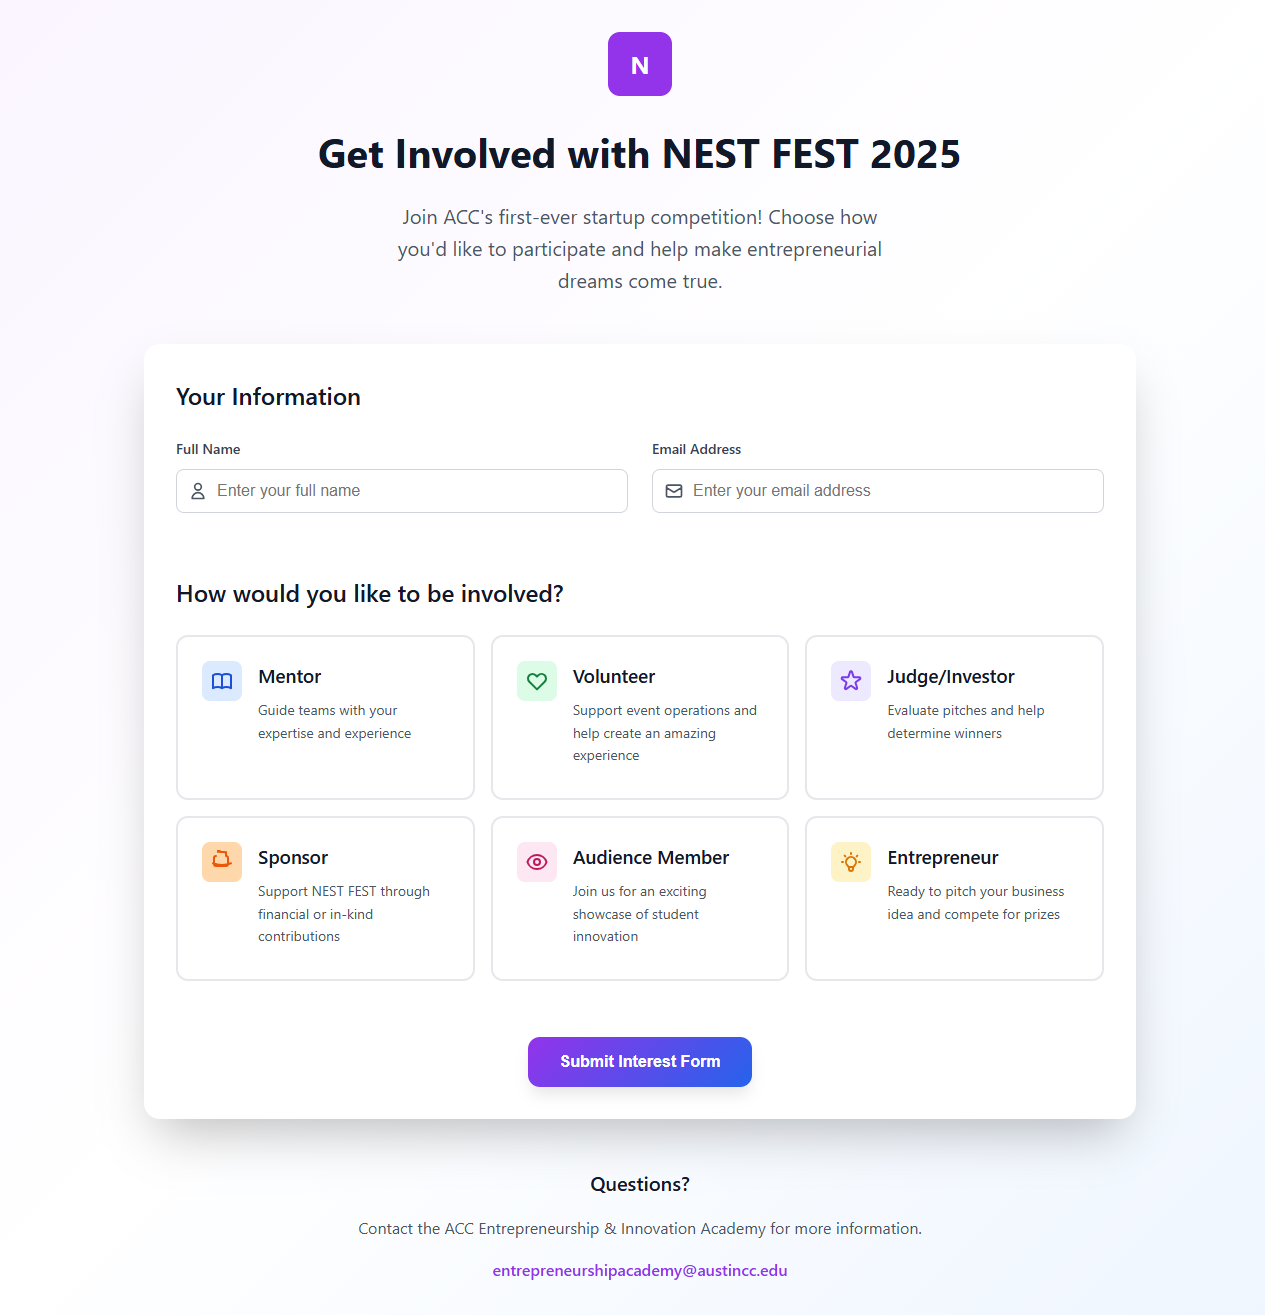 N
Get Involved with NEST FEST 2025
Join ACC's first-ever startup competition! Choose how
you'd like to participate and help make entrepreneurial
dreams come true.
Your Information
Full Name
Enter your full name
Email Address
Enter your email address
How would you like to be involved?
Mentor
Guide teams with your
expertise and experience
Volunteer
Support event operations and
help create an amazing
experience
Judge/Investor
Evaluate pitches and help
determine winners
Sponsor
Support NEST FEST through
financial or in-kind
contributions
Audience Member
Join us for an exciting
showcase of student
innovation
Entrepreneur
Ready to pitch your business
idea and compete for prizes
Submit Interest Form
Questions?
Contact the ACC Entrepreneurship & Innovation Academy for more information.
entrepreneurshipacademy@austincc.edu